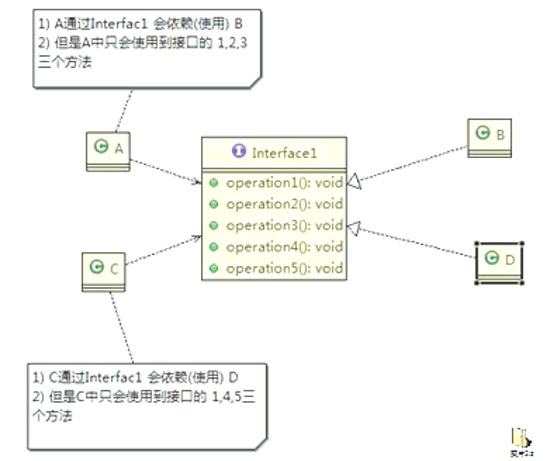 1) A通过Interfac1 会依赖(使用) B
2) 但是A中只会使用到接口的 1,2,3
三个方法
A
Interface1
B
operation1(): void
operation2(): void
operation3(): void
operation4(): void
operation5(): void
C
D
1) C通过Interfac1 会依赖(使用) D
2) 但是C中只会使用到接口的 1,4,5三
个方法